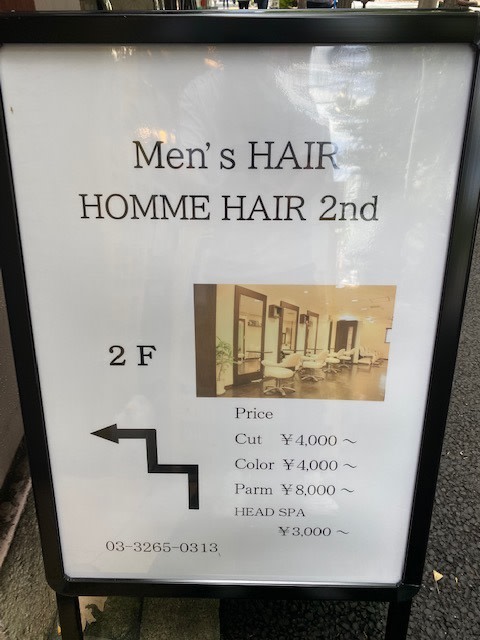 Men's HAIR
HOMME HAIR 2nd
2F
Price
Cut ¥4,000～
Color ¥4,000～
Parm ¥8,000～
HEAD SPA
¥3,000～
03-3265-0313